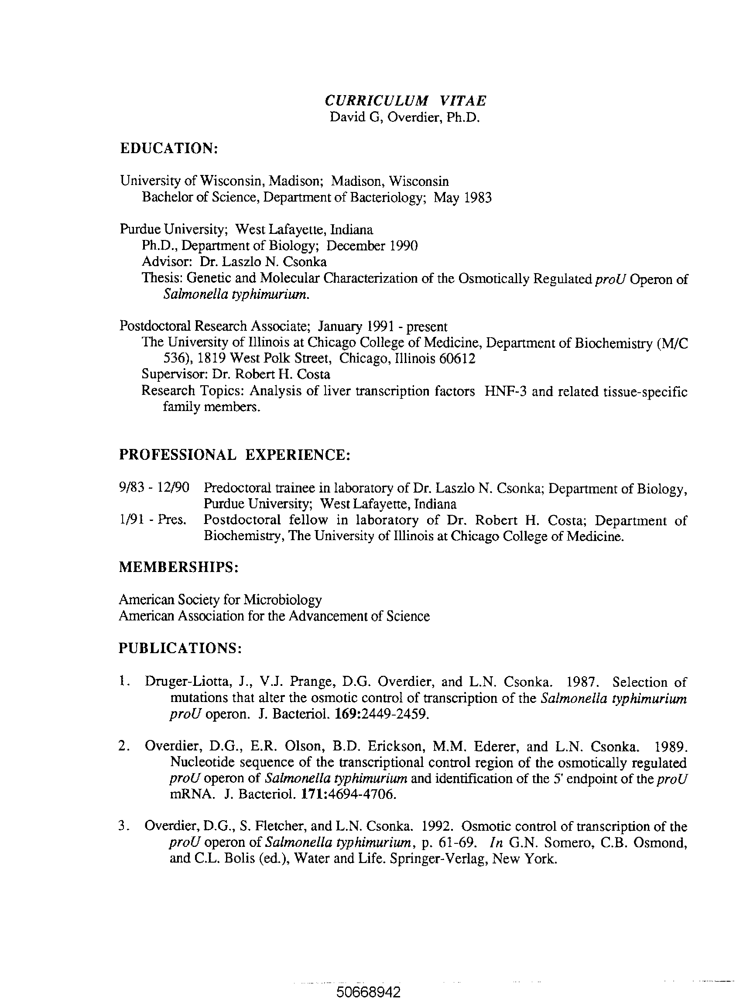 CURRICULUM VITAE
David G, Overdier, Ph.D.
EDUCATION:
University of Wisconsin, Madison; Madison, Wisconsin
Bachelor of Science, Department of Bacteriology; May 1983
Purdue University; West Lafayette, Indiana
Ph.D., Department of Biology; December 1990
Advisor: Dr. Laszlo N. Csonka
Thesis: Genetic and Molecular Characterization of the Osmotically Regulated proU Operon of
Salmonella typhimurium.
Postdoctoral Research Associate; January 1991 - present
The University of Illinois at Chicago College of Medicine, Department of Biochemistry (M/C
536), 1819 West Polk Street, Chicago, Illinois 60612
Supervisor: Dr. Robert H. Costa
Research Topics: Analysis of liver transcription factors HNF-3 and related tissue-specific
family members.
PROFESSIONAL EXPERIENCE:
9/83 - 12/90 Predoctoral trainee in laboratory of Dr. Laszlo N. Csonka; Department of Biology,
Purdue University; West Lafayette, Indiana
1/91 - Pres. Postdoctoral fellow in laboratory of Dr. Robert H. Costa; Department of
Biochemistry, The University of Illinois at Chicago College of Medicine.
MEMBERSHIPS:
American Society for Microbiology
American Association for the Advancement of Science
PUBLICATIONS:
1. Druger-Liotta, J., V.J. Prange, D.G. Overdier, and L.N. Csonka. 1987. Selection of
mutations that alter the osmotic control of transcription of the Salmonella typhimurium
proU operon. J. Bacteriol. 169:2449-2459.
2. Overdier, D.G., E.R. Olson, B.D. Erickson, M.M. Ederer, and L.N. Csonka. 1989.
Nucleotide sequence of the transcriptional control region of the osmotically regulated
proU operon of Salmonella typhimurium and identification of the 5' endpoint of the proU
mRNA. J. Bacteriol. 171:4694-4706.
3. Overdier, D.G., S. Fletcher, and L.N. Csonka. 1992. Osmotic control of transcription of the
proU operon of Salmonella typhimurium, p. 61-69. In G.N. Somero, C.B. Osmond,
and C.L. Bolis (ed.), Water and Life. Springer-Verlag, New York.
50668942